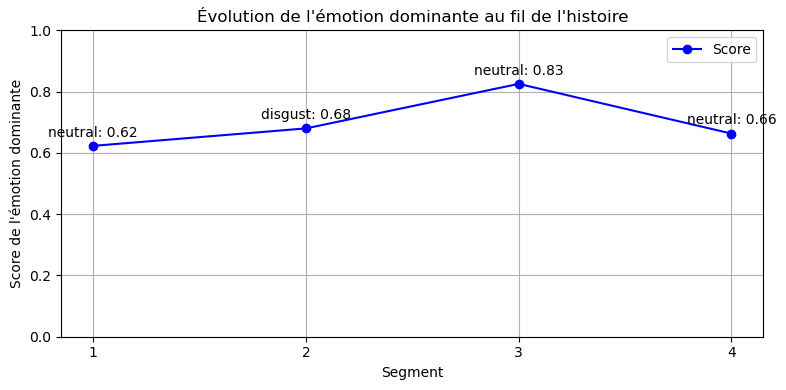 Évolution de l'émotion dominante au fil de l'histoire
Score de l'émotion dominante
1.0
0.8
0.6
0.4
0.2
0.0
neutral: 0.62
disgust: 0.68
neutral: 0.83
neutral: 0.66
Score
1
2
3
4
Segment